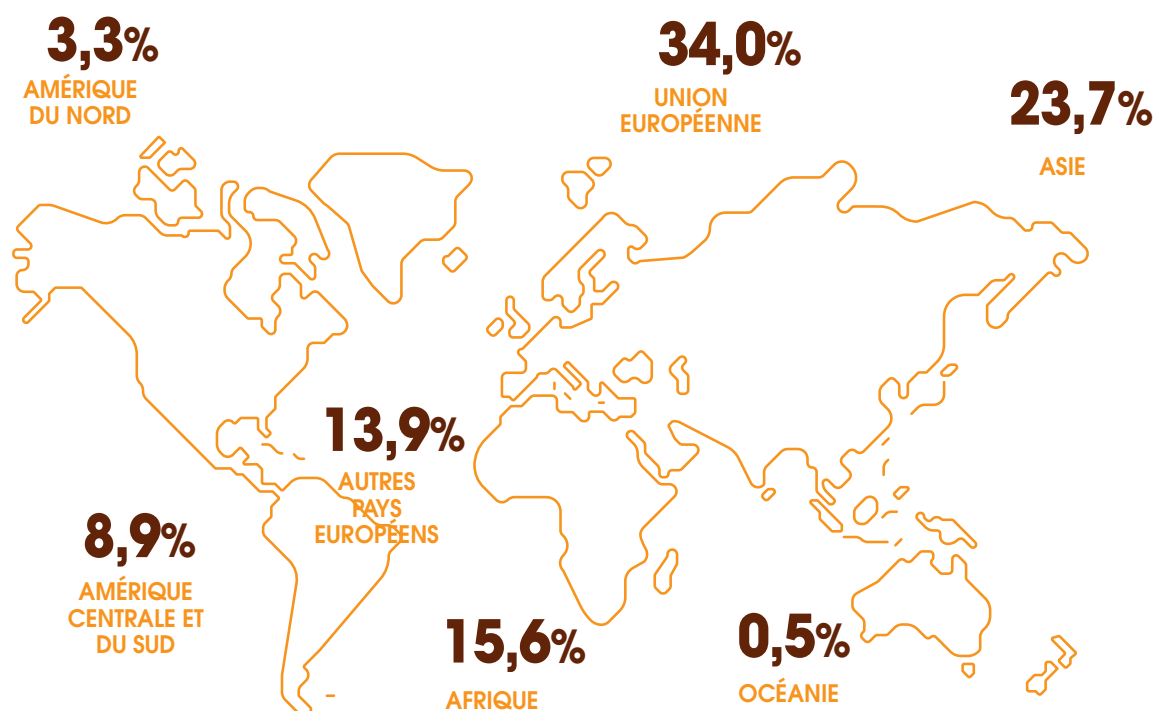 3,3%
AMÉRIQUE
DU NORD
34,0%
UNION
EUROPÉENNE
23,7%
ASIE
13,9%
AUTRES
PAYS
EUROPÉENS
8,9%
AMÉRIQUE
CENTRALE ET
DU SUD
15,6%
AFRIQUE
0,5%
OCÉANIE